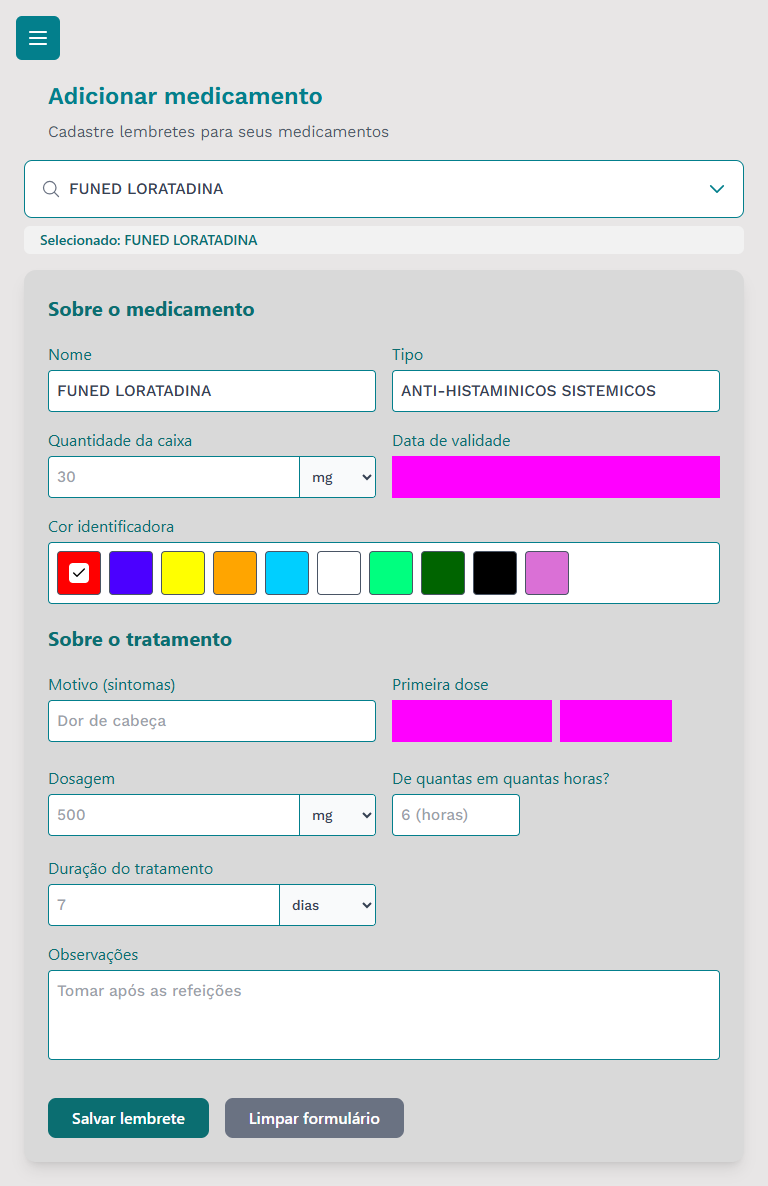 Adicionar medicamento
Cadastre lembretes para seus medicamentos
FUNED LORATADINA
Selecionado: FUNED LORATADINA
Sobre o medicamento
Nome
Tipo
FUNED LORATADINA
ANTI-HISTAMINICOS SISTEMICOS
Quantidade da caixa
Data de validade
30
mg
Cor identificadora
Sobre o tratamento
Motivo (sintomas)
Primeira dose
Dor de cabeça
Dosagem
De quantas em quantas horas?
500
mg
6 (horas)
Duração do tratamento
7
dias
Observações
Tomar após as refeições
Salvar lembrete
Limpar formulário